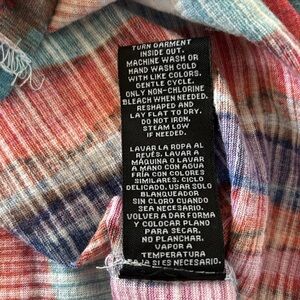 TURN GARMENT
INSIDE OUT.
MACHINE WASH OR
HAND WASH COLD
WITH LIKE COLORS,
GENTLE CYCLE.
ONLY NON-CHLORINE
BLEACH WHEN NEEDED.
RESHAPED AND
LAY FLAT TO DRY.
DO NOT IRON,
STEAM LOW
IF NEEDED.
LAVAR LA ROPA AL
REVÉS. LAVAR A
MÁQUINA O LAVAR
A MANO CON AGUA
FRÍA CON COLORES
SIMILARES. CICLO
DELICADO. USAR SOLO
BLANQUEADOR
SIN CLORO CUANDO
SEA NECESARIO.
VOLVER A DAR FORMA
Y COLOCAR PLANO
PARA SECAR.
NO PLANCHAR,
VAPOR A
TEMPERATURA
BAJA SI ES NECESARIO.